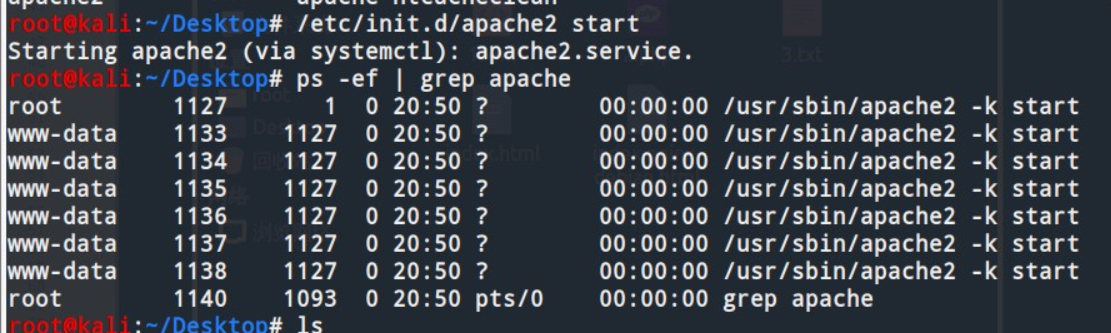 apache2 apache-htcacheclean
root@kali:~/Desktop# /etc/init.d/apache2 start
Starting apache2 (via systemctl): apache2.service.
root@kali:~/Desktop# ps -ef | grep apache
root 1127 1 0 20:50 ? 00:00:00 /usr/sbin/apache2 -k start
www-data 1133 1127 0 20:50 ? 00:00:00 /usr/sbin/apache2 -k start
www-data 1134 1127 0 20:50 ? 00:00:00 /usr/sbin/apache2 -k start
www-data 1135 1127 0 20:50 ? 00:00:00 /usr/sbin/apache2 -k start
www-data 1136 1127 0 20:50 ? 00:00:00 /usr/sbin/apache2 -k start
www-data 1137 1127 0 20:50 ? 00:00:00 /usr/sbin/apache2 -k start
www-data 1138 1127 0 20:50 ? 00:00:00 /usr/sbin/apache2 -k start
root 1140 1093 0 20:50 pts/0 00:00:00 grep apache
root@kali:~/Desktop# ls
3.txt